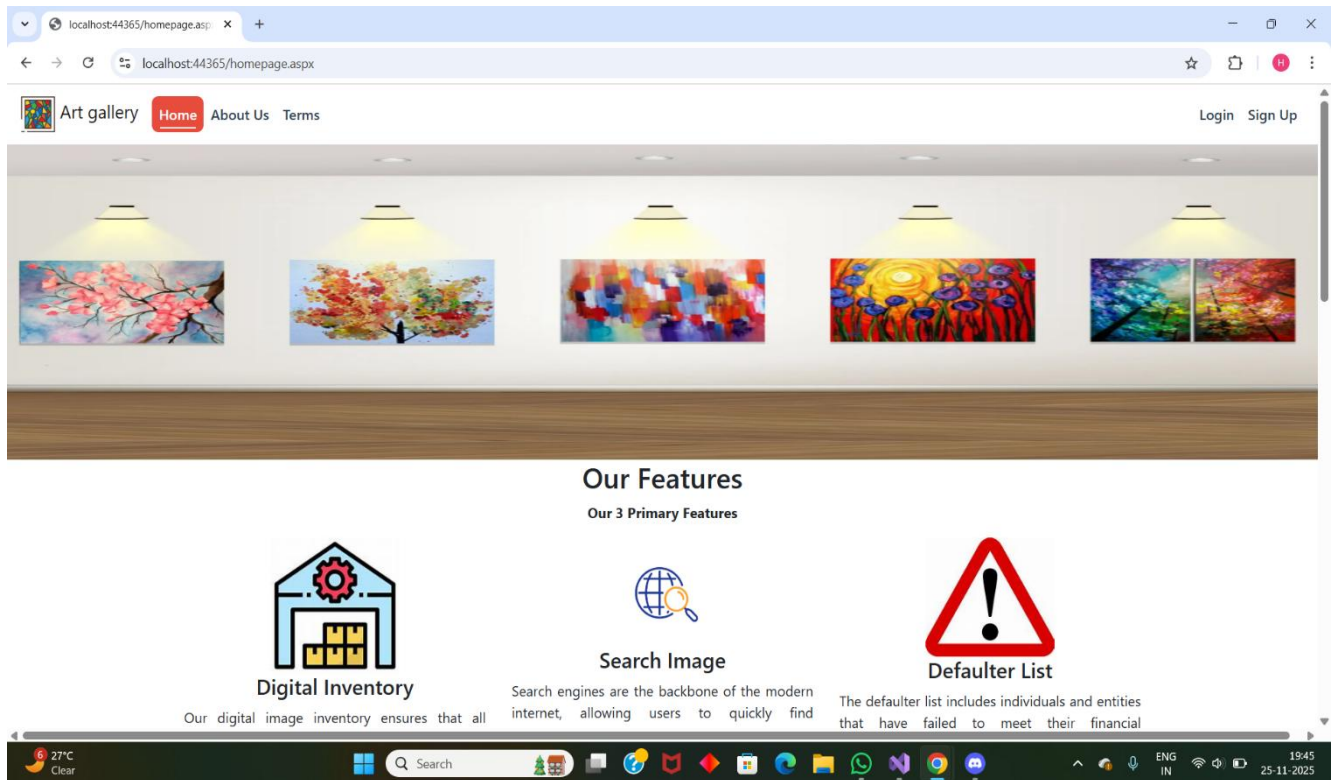 localhost:44365/homepage.asp
localhost:44365/homepage.aspx
H
Art gallery Home About Us Terms Login Sign Up
Our Features
Our 3 Primary Features
Digital Inventory
Our digital image inventory ensures that all
Search Image
Search engines are the backbone of the modern
internet, allowing users to quickly find
Defaulter List
The defaulter list includes individuals and entities
that have failed to meet their financial
6 27°C
Clear
Search
ENG
IN
19:45
25-11-2025